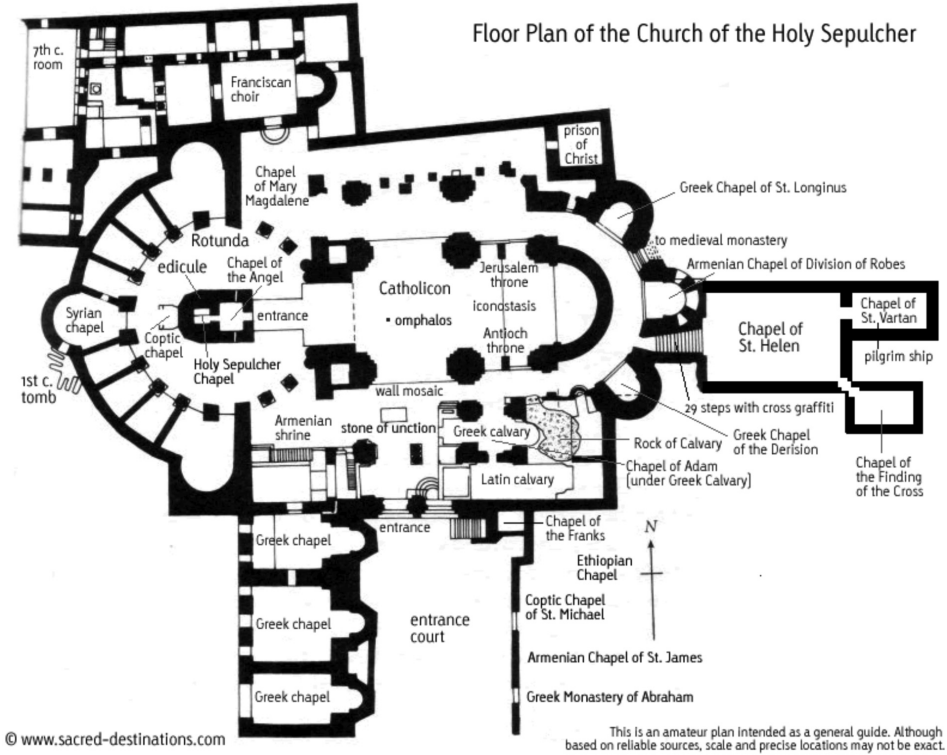 Floor Plan of the Church of the Holy Sepulcher
7th c.
room
Franciscan
choir
prison
of
Christ
Chapel
of Mary
Magdalene
Greek Chapel of St. Longinus
Rotunda
to medieval monastery
edicule
Chapel of
the Angel
Jerusalem
throne
Armenian Chapel of Division of Robes
Catholicon
iconostasis
Syrian
chapel
entrance
• omphalos
Chapel of
St. Helen
Chapel of
St. Vartan
Coptic
chapel
Antioch
throne
pilgrim ship
Holy Sepulcher
Chapel
1st c.
tomb
wall mosaic
29 steps with cross graffiti
Armenian
shrine
stone of unction
Greek calvary
Rock of Calvary
Greek Chapel
of the Derision
Chapel of Adam
(under Greek Calvary)
Latin calvary
Chapel of
the Finding
of the Cross
entrance
Chapel of
the Franks
N
Greek chapel
Ethiopian
Chapel
Coptic Chapel
of St. Michael
Greek chapel
entrance
court
Armenian Chapel of St. James
Greek chapel
Greek Monastery of Abraham
© www.sacred-destinations.com
This is an amateur plan intended as a general guide. Although
based on reliable sources, scale and precise locations may not be exact.